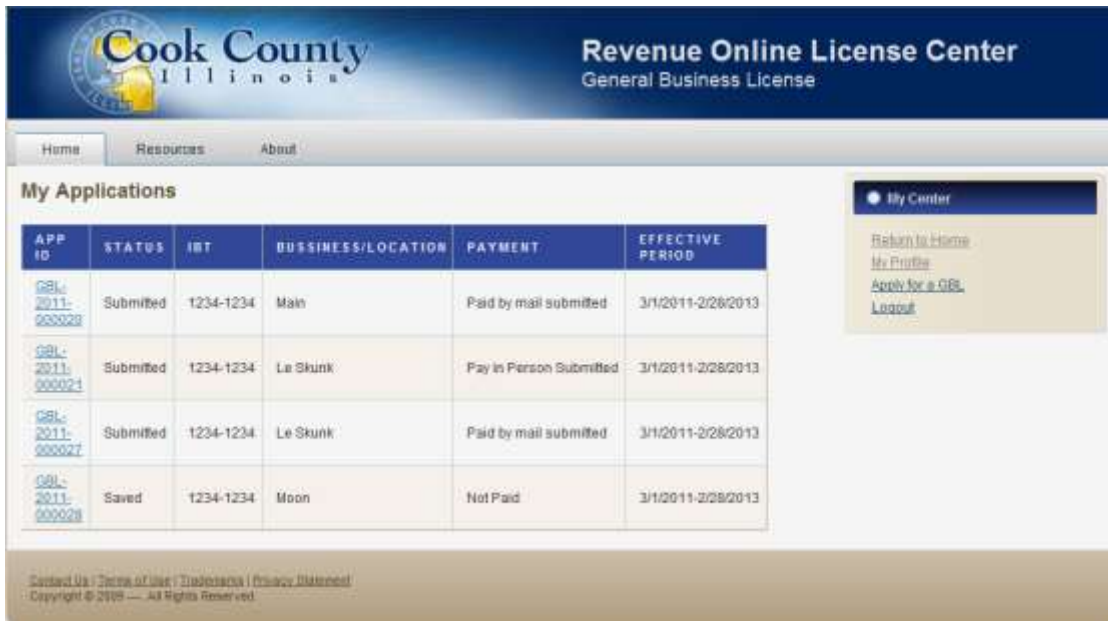 Cook County
Illinois
Revenue Online License Center
General Business License
Home Resources About
My Applications
My Center
APP ID STATUS IBT BUSSINESS/LOCATION PAYMENT EFFECTIVE PERIOD
GBL-2011-000020 Submitted 1234-1234 Main Paid by mail submitted 3/1/2011-2/28/2013
GBL-2011-000021 Submitted 1234-1234 Le Skunk Pay in Person Submitted 3/1/2011-2/28/2013
GBL-2011-000027 Submitted 1234-1234 Le Skunk Paid by mail submitted 3/1/2011-2/28/2013
GBL-2011-000028 Saved 1234-1234 Moon Not Paid 3/1/2011-2/28/2013
Return to Home
My Profile
Apply for a GBL
Logout
Contact Us | Terms of Use | Trademarks | Privacy Statement
Copyright © 2009 --- All Rights Reserved